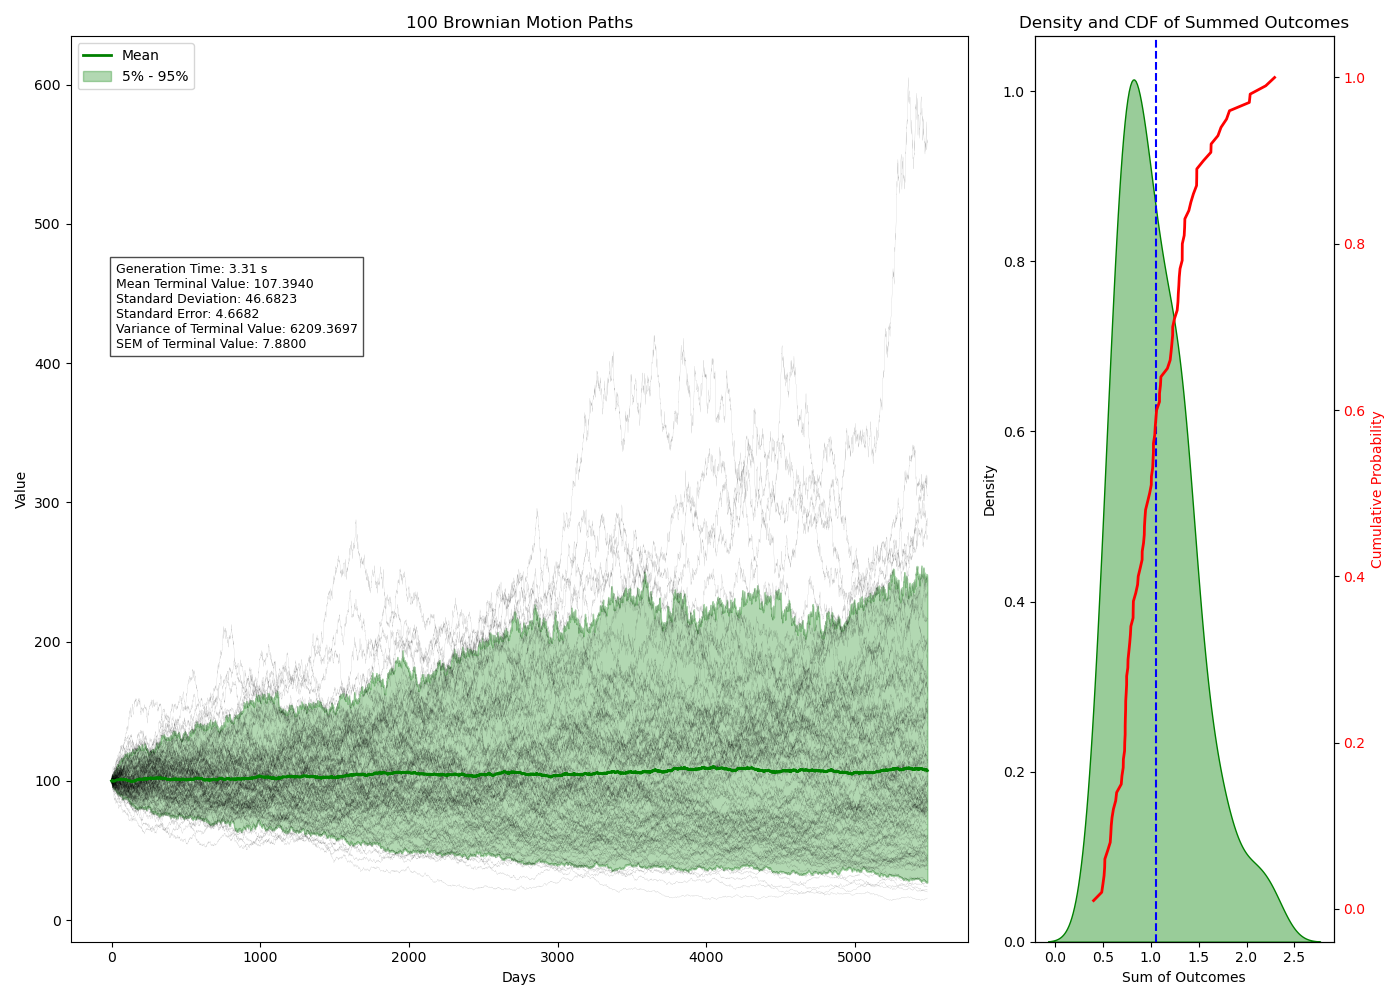 100 Brownian Motion Paths
Mean
5% - 95%
Generation Time: 3.31 s
Mean Terminal Value: 107.3940
Standard Deviation: 46.6823
Standard Error: 4.6682
Variance of Terminal Value: 6209.3697
SEM of Terminal Value: 7.8800
600
500
400
300
200
100
0
Value
0
1000
2000
3000
4000
5000
Days
Density and CDF of Summed Outcomes
1.0
0.8
0.6
0.4
0.2
0.0
Density
0.0
0.5
1.0
1.5
2.0
2.5
Sum of Outcomes
1.0
0.8
0.6
0.4
0.2
0.0
Cumulative Probability